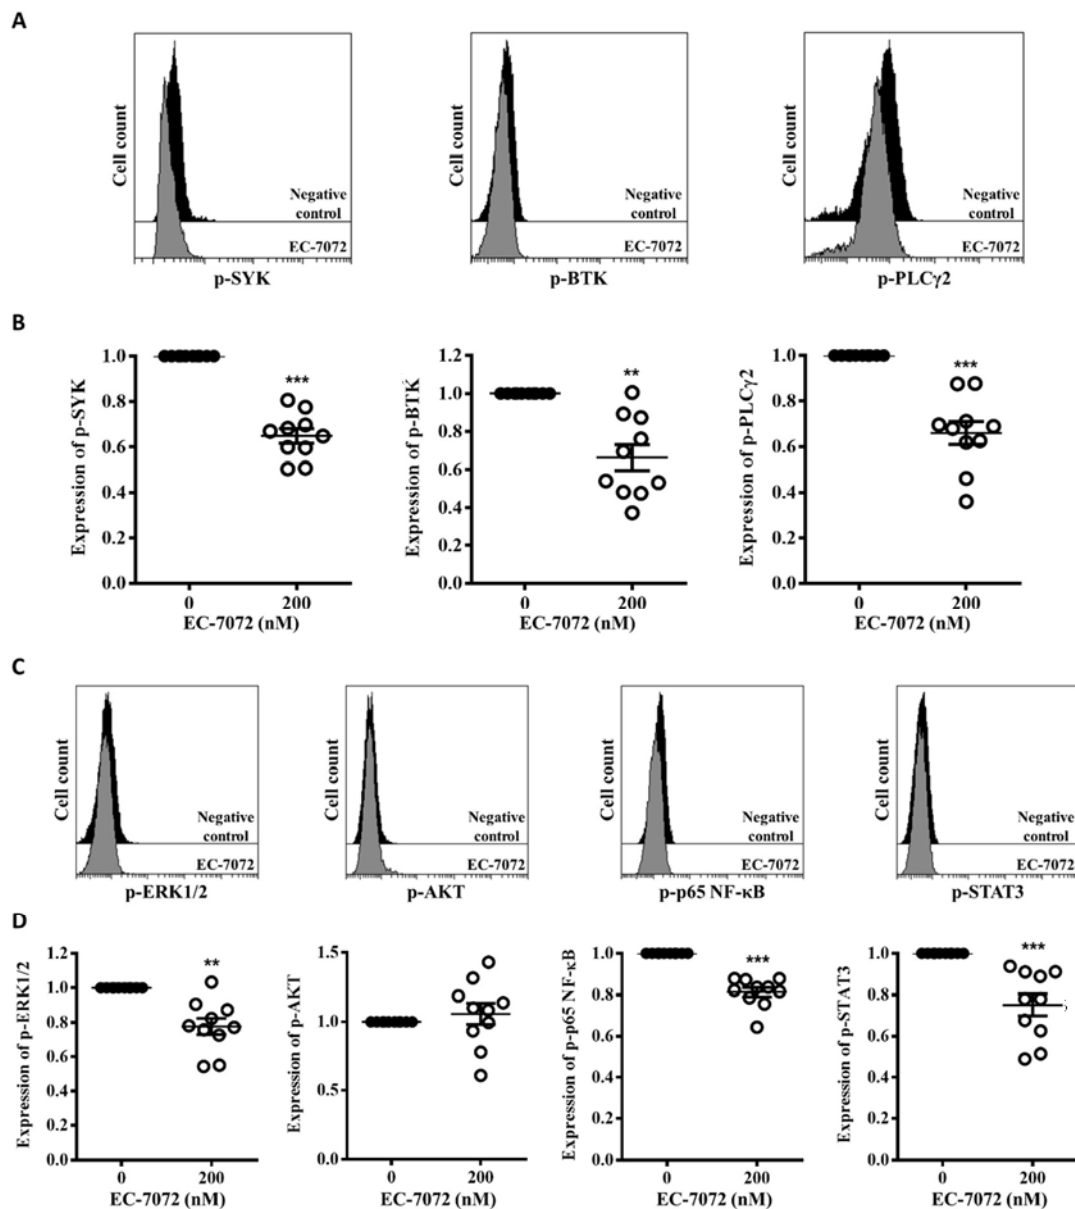 A
Cell count
Negative
control
EC-7072
p-SYK
Cell count
Negative
control
EC-7072
p-BTK
Cell count
Negative
control
EC-7072
p-PLCγ2
B
Expression of p-SYK
1.0
0.8
0.6
0.4
0.2
0.0
***
0
200
EC-7072 (nM)
Expression of p-BTK
1.2
1.0
0.8
0.6
0.4
0.2
0.0
**
0
200
EC-7072 (nM)
Expression of p-PLCγ2
1.0
0.8
0.6
0.4
0.2
0.0
***
0
200
EC-7072 (nM)
C
Cell count
Negative
control
EC-7072
p-ERK1/2
Cell count
Negative
control
EC-7072
p-AKT
Cell count
Negative
control
EC-7072
p-p65 NF-κB
Cell count
Negative
control
EC-7072
p-STAT3
D
Expression of p-ERK1/2
1.2
1.0
0.8
0.6
0.4
0.2
0.0
**
0
200
EC-7072 (nM)
Expression of p-AKT
1.5
1.0
0.5
0.0
0
200
EC-7072 (nM)
Expression of p-p65 NF-κB
1.0
0.8
0.6
0.4
0.2
0.0
***
0
200
EC-7072 (nM)
Expression of p-STAT3
1.0
0.8
0.6
0.4
0.2
0.0
***
0
200
EC-7072 (nM)